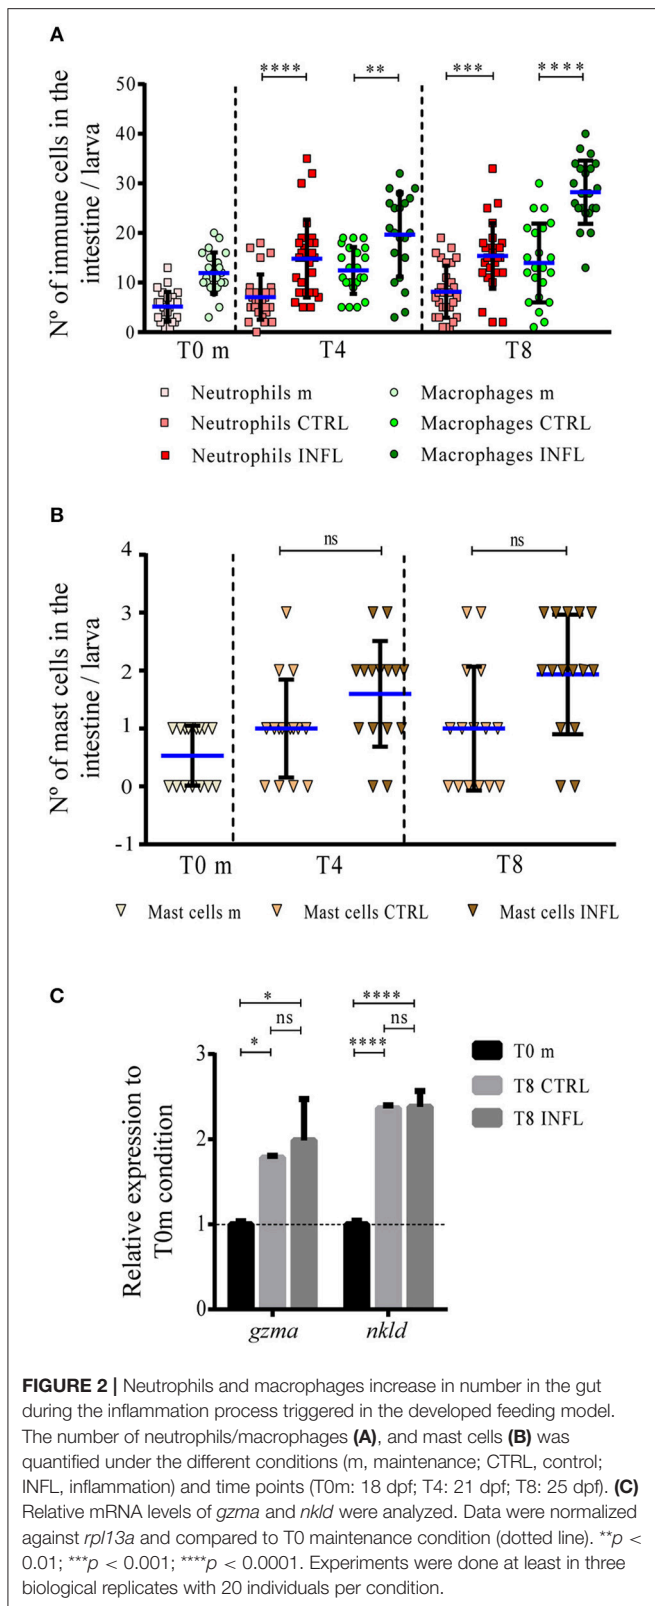 A
**** ** *** ****
50
40
30
20
10
0
Nº of immune cells in the
intestine / larva
T0 m T4 T8
Neutrophils m Macrophages m
Neutrophils CTRL Macrophages CTRL
Neutrophils INFL Macrophages INFL
B
ns ns
4
3
2
1
0
-1
Nº of mast cells in the
intestine / larva
T0 m T4 T8
Mast cells m Mast cells CTRL Mast cells INFL
C
* ****
ns ns
* ****
3
2
1
0
Relative expression to
T0m condition
T0 m
T8 CTRL
T8 INFL
gzma nkld
FIGURE 2 | Neutrophils and macrophages increase in number in the gut
during the inflammation process triggered in the developed feeding model.
The number of neutrophils/macrophages (A), and mast cells (B) was
quantified under the different conditions (m, maintenance; CTRL, control;
INFL, inflammation) and time points (T0m: 18 dpf; T4: 21 dpf; T8: 25 dpf). (C)
Relative mRNA levels of gzma and nkld were analyzed. Data were normalized
against rpl13a and compared to T0 maintenance condition (dotted line). **p <
0.01; ***p < 0.001; ****p < 0.0001. Experiments were done at least in three
biological replicates with 20 individuals per condition.